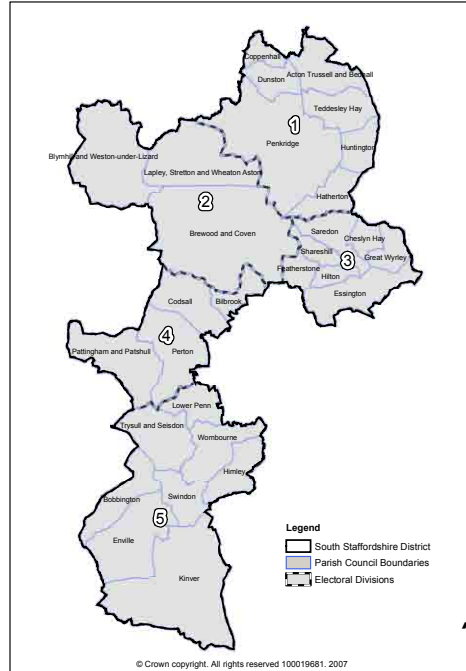 Coppenhall
Acton Trussell and Bednall
Dunston
Teddesley Hay
1
Penkridge
Huntington
Blymhill and Weston-under-Lizard
Lapley, Stretton and Wheaton Aston
Hatherton
2
Saredon
Cheslyn Hay
Brewood and Coven
Shareshill
3
Great Wyrley
Featherstone
Hilton
Essington
Codsall
Bilbrook
4
Pattingham and Patshull
Perton
Lower Penn
Trysull and Seisdon
Wombourne
Himley
Swindon
Bobbington
5
Enville
Kinver
Legend
South Staffordshire District
Parish Council Boundaries
Electoral Divisions
© Crown copyright. All rights reserved 100019681. 2007